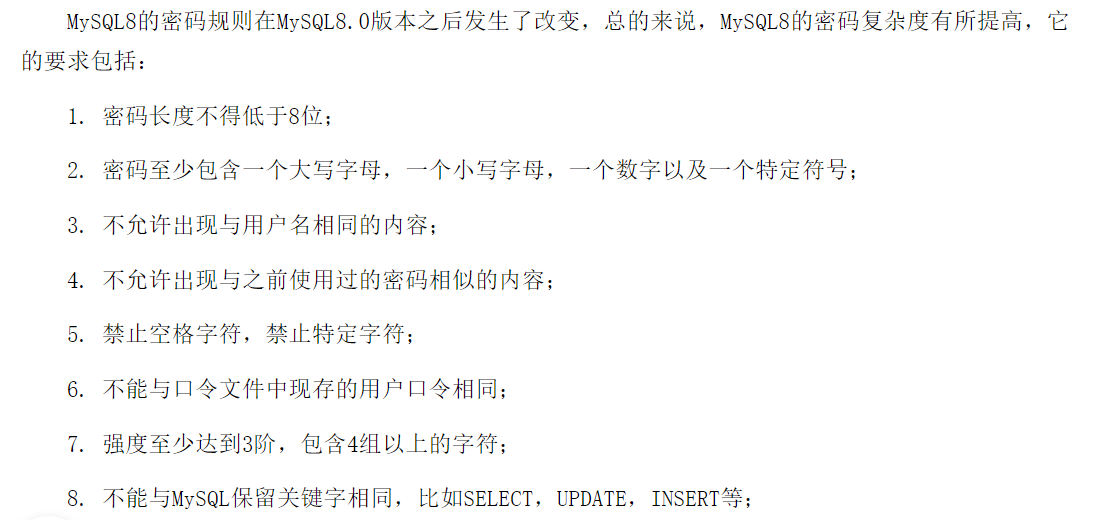 MySQL8的密码规则在MySQL8.0版本之后发生了改变，总的来说，MySQL8的密码复杂度有所提高，它
的要求包括：
1. 密码长度不得低于8位；
2. 密码至少包含一个大写字母，一个小写字母，一个数字以及一个特定符号；
3. 不允许出现与用户名相同的内容；
4. 不允许出现与之前使用过的密码相似的内容；
5. 禁止空格字符，禁止特定字符；
6. 不能与口令文件中现存的用户口令相同；
7. 强度至少达到3阶，包含4组以上的字符；
8. 不能与MySQL保留关键字相同，比如SELECT，UPDATE，INSERT等；